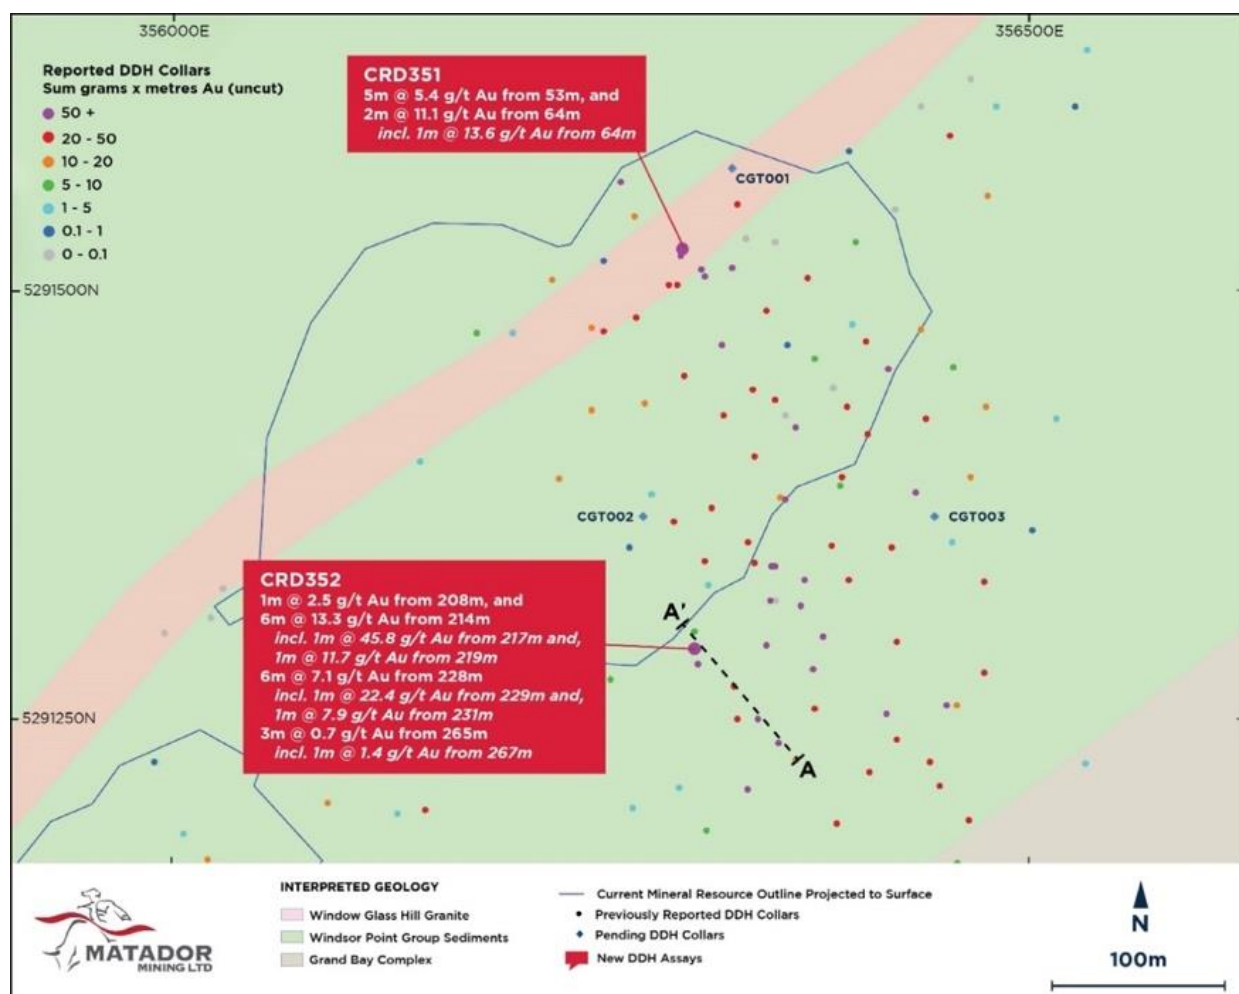 356000E
356500E
Reported DDH Collars
Sum grams x metres Au (uncut)
50 +
20 - 50
10 - 20
5 - 10
1 - 5
0.1 - 1
0 - 0.1
CRD351
5m @ 5.4 g/t Au from 53m, and
2m @ 11.1 g/t Au from 64m
incl. 1m @ 13.6 g/t Au from 64m
CGT001
5291500N
CGT002
CGT003
CRD352
1m @ 2.5 g/t Au from 208m, and
6m @ 13.3 g/t Au from 214m
incl. 1m @ 45.8 g/t Au from 217m and,
1m @ 11.7 g/t Au from 219m
6m @ 7.1 g/t Au from 228m
incl. 1m @ 22.4 g/t Au from 229m and,
1m @ 7.9 g/t Au from 231m
3m @ 0.7 g/t Au from 265m
incl. 1m @ 1.4 g/t Au from 267m
A'
A
5291250N
MATADOR
MINING LTD
INTERPRETED GEOLOGY
Window Glass Hill Granite
Windsor Point Group Sediments
Grand Bay Complex
Current Mineral Resource Outline Projected to Surface
Previously Reported DDH Collars
Pending DDH Collars
New DDH Assays
N
100m